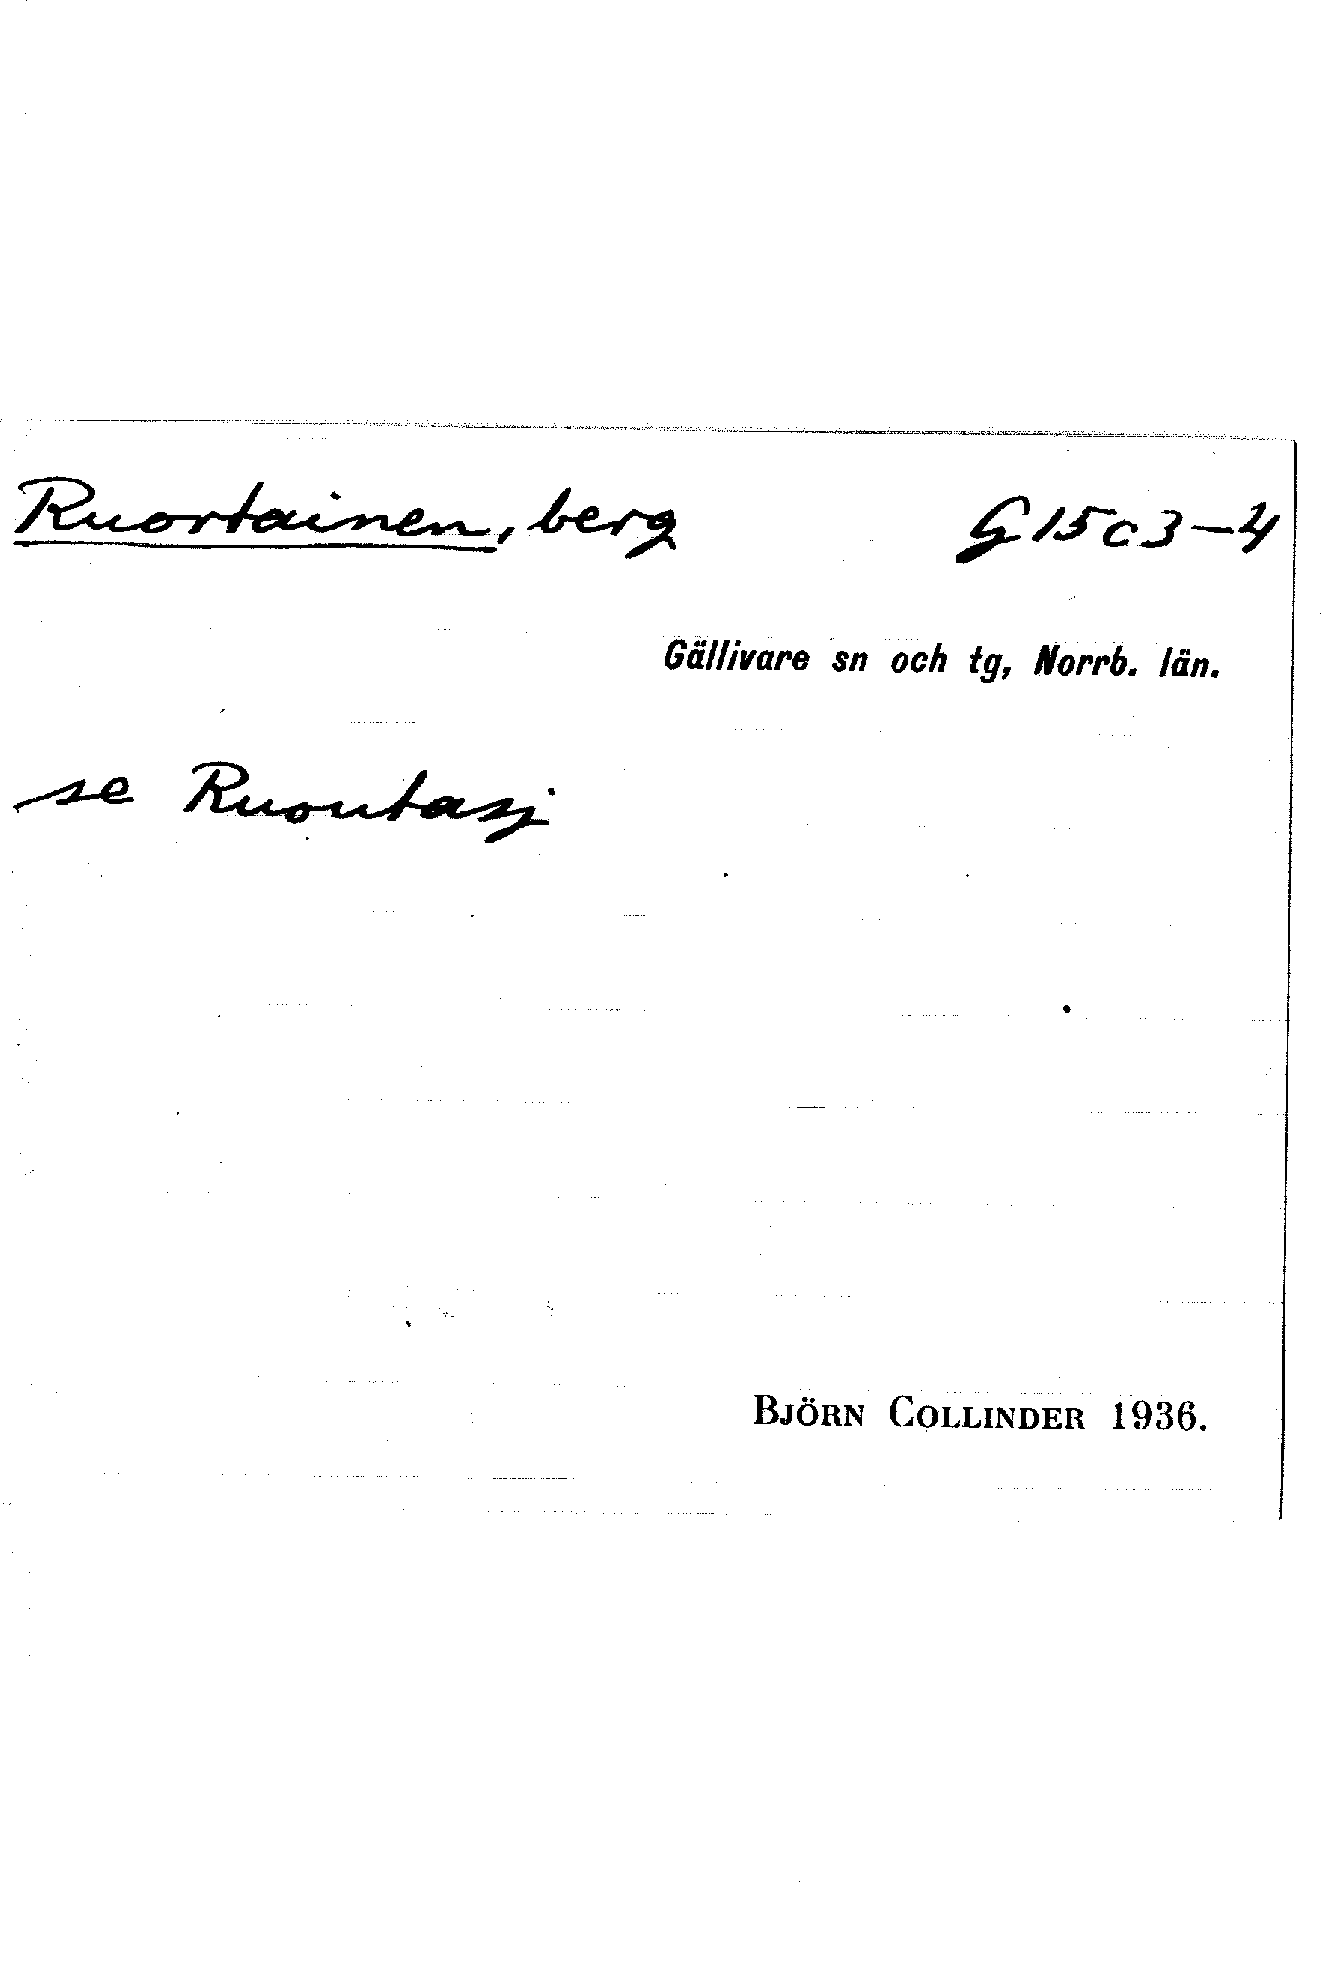 Ruortainen, berg G15c3-4
Gällivare sn och tg, Norrb. län.
se Ruoutasj
BJÖRN COLLINDER 1936.